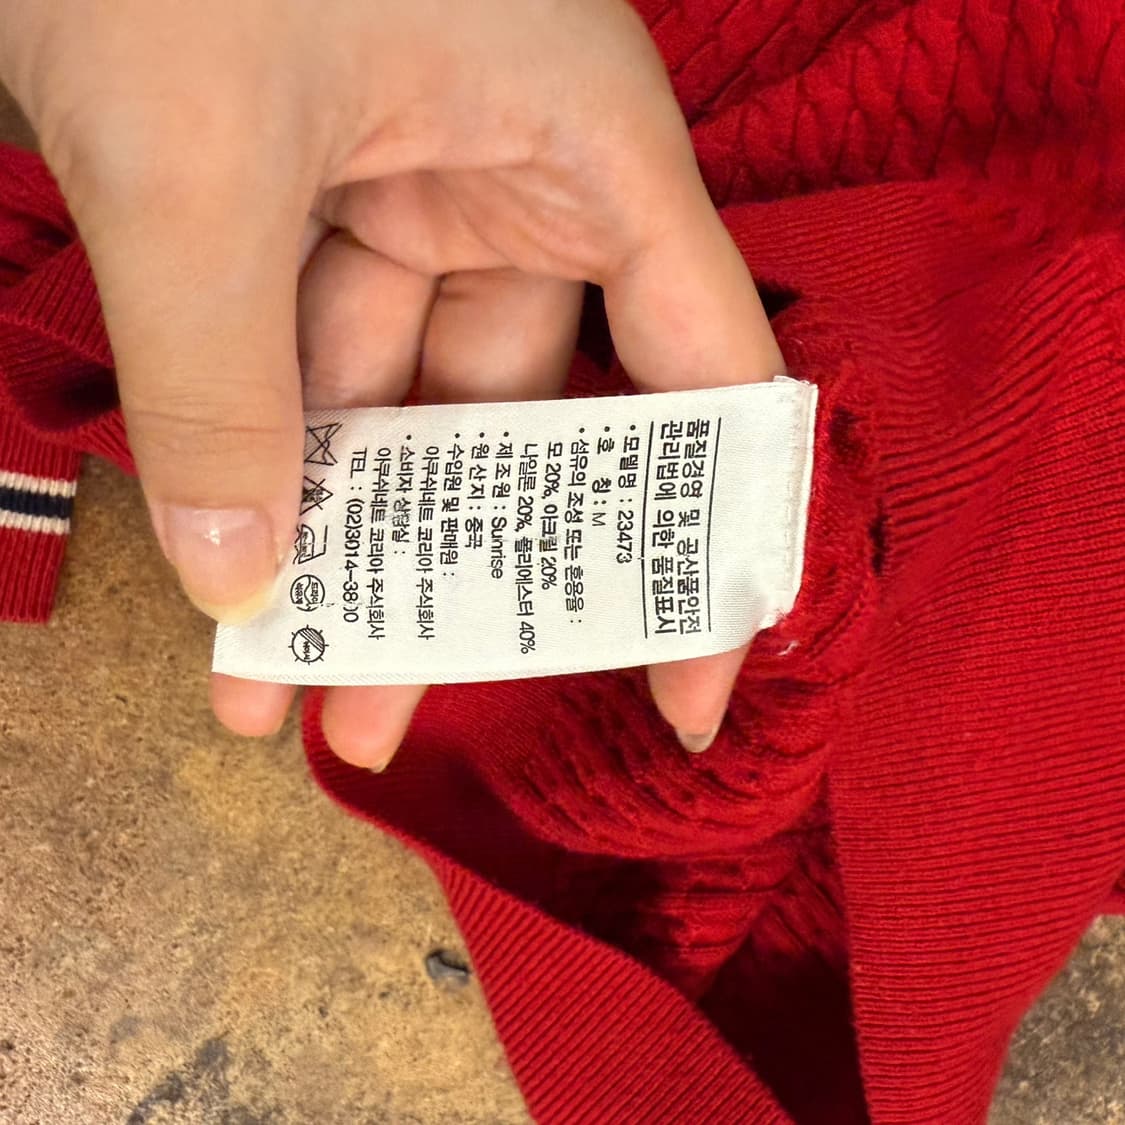 품질경영 및 공산품안전
관리법에 의한 품질표시
• 모델명 : 23473
• 호 칭 : M
• 섬유의 조성 또는 혼용율 :
모 20%, 아크릴 20%
나일론 20%, 폴리에스터 40%
• 제 조 원 : Sunrise
• 원 산 지 : 중국
• 수입원 및 판매원 :
아쿠쉬네트 코리아 주식회사
• 소비자 상담실 :
아쿠쉬네트 코리아 주식회사
TEL : (02)3014-38